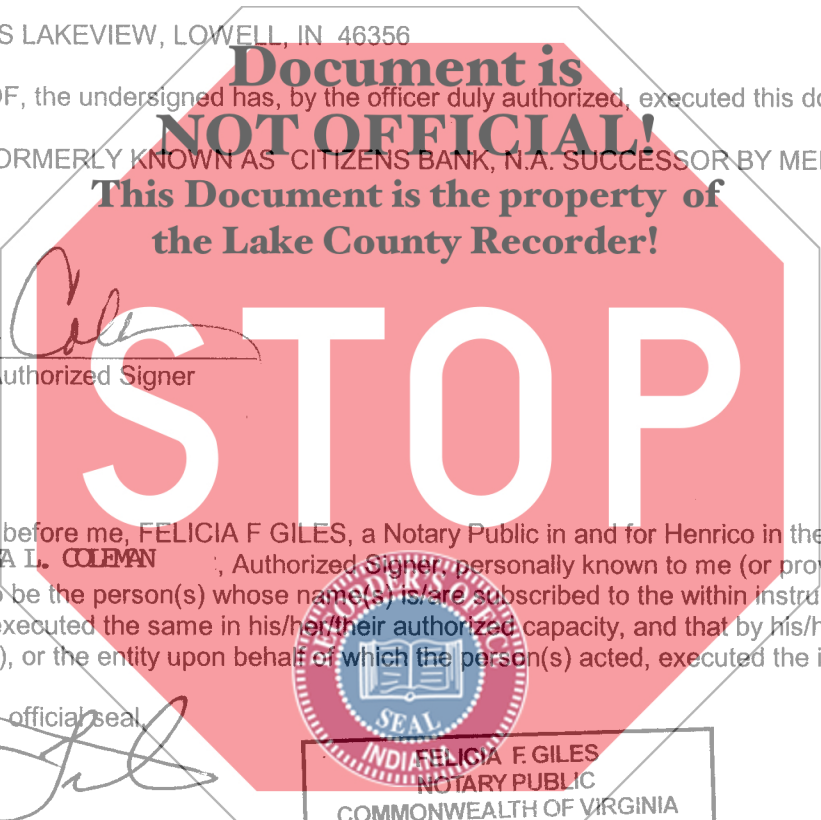 S LAKEVIEW, LOWELL, IN 46356
Document is
OF, the undersigned has, by the officer duly authorized, executed this do
NOT OFFICIAL!
ORMERLY KNOWN AS CITIZENS BANK, N.A. SUCCESSOR BY MER
This Document is the property of
the Lake County Recorder!
Cole
uthorized Signer
STOP
before me, FELICIA F GILES, a Notary Public in and for Henrico in the
A L. COLEMAN , Authorized Signer, personally known to me (or prov
o be the person(s) whose name(s) is/are subscribed to the within instru
executed the same in his/her/their authorized capacity, and that by his/h
), or the entity upon behalf of which the person(s) acted, executed the i
RECORDER'S OFFICE
official seal,
SEAL
INDIANA
FELICIA F. GILES
NOTARY PUBLIC
COMMONWEALTH OF VIRGINIA